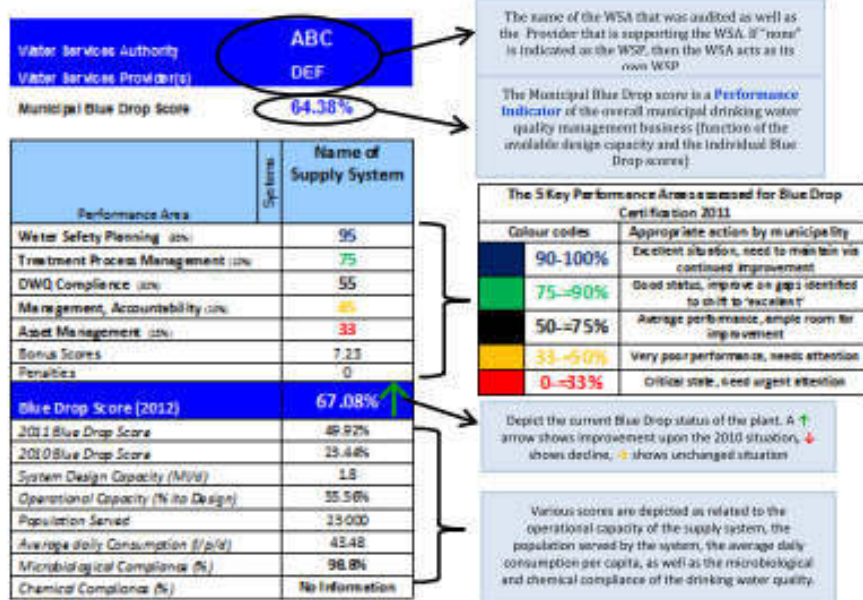 Water Services Authority
ABC
Water Services Provider(s)
DEF
Municipal Blue Drop Score
64.38%
The name of the WSA that was audited as well as
the Provider that is supporting the WSA. If "none"
is indicated as the WSP, then the WSA acts as its
own WSP
The Municipal Blue Drop score is a Performance
Indicator of the overall municipal drinking water
quality management business (function of the
available design capacity and the individual Blue
Drop scores)
Performance Area
Systems
Name of
Supply System
Water Safety Planning
95
Treatment Process Management
75
DWQ Compliance
55
Management, Accountability
Asset Management
33
Bonus Scores
7.23
Penalties
0
Blue Drop Score (2012)
67.08%
2011 Blue Drop Score
49.92%
2010 Blue Drop Score
23.44%
System Design Capacity (Ml/d)
1.8
Operational Capacity (% ito Design)
55.56%
Population Served
23 000
Average daily Consumption (l/p/d)
43.48
Microbiological Compliance (%)
98.8%
Chemical Compliance (%)
No Information
The 5 Key Performance Areas assessed for Blue Drop
Certification 2011
Colour codes
Appropriate action by municipality
90-100%
Excellent situation, need to maintain via
continued improvement
75-=90%
Good status, improve on gaps identified
to shift to 'excellent'
50-=75%
Average performance, ample room for
improvement
33-=50%
Very poor performance, needs attention
0-=33%
Critical state, need urgent attention
Depict the current Blue Drop status of the plant. A ↑
arrow shows improvement upon the 2010 situation, ↓
shows decline, shows unchanged situation
Various scores are depicted as related to the
operational capacity of the supply system, the
population served by the system, the average daily
consumption per capita, as well as the microbiological
and chemical compliance of the drinking water quality.